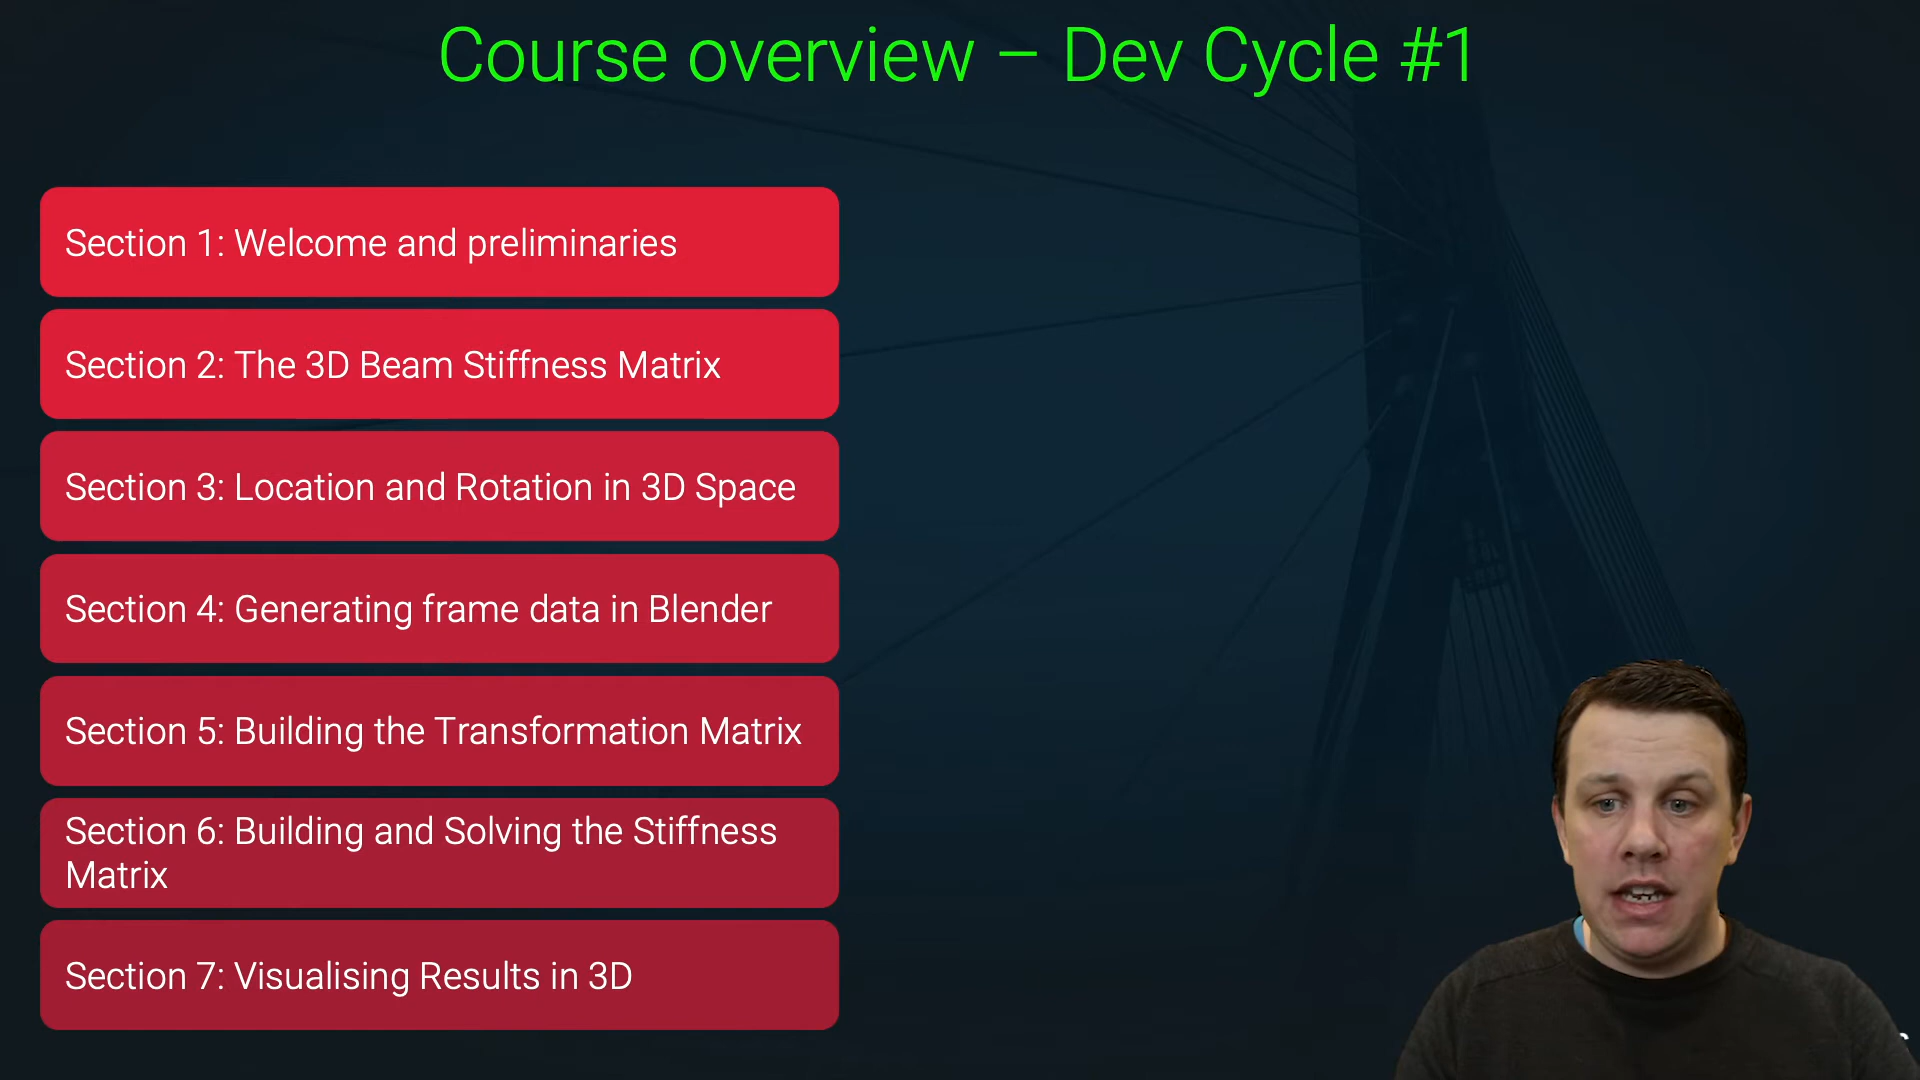 Course overview – Dev Cycle #1
Section 1: Welcome and preliminaries
Section 2: The 3D Beam Stiffness Matrix
Section 3: Location and Rotation in 3D Space
Section 4: Generating frame data in Blender
Section 5: Building the Transformation Matrix
Section 6: Building and Solving the Stiffness
Matrix
Section 7: Visualising Results in 3D